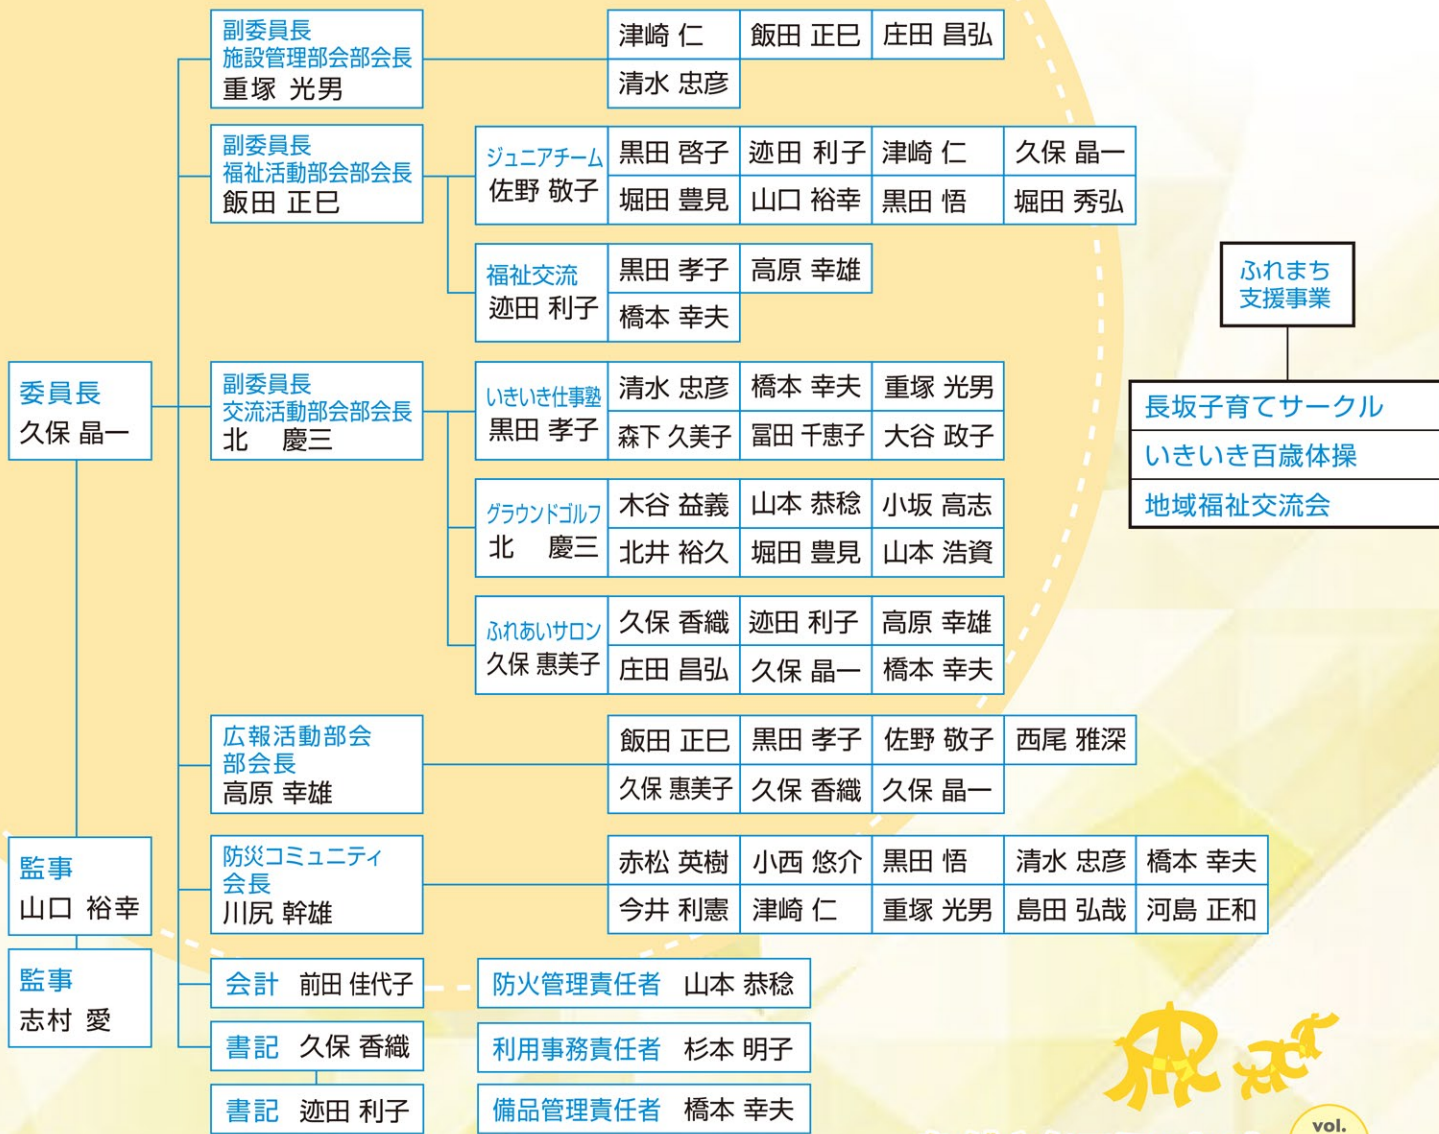 副委員長
施設管理部会部会長
重塚 光男
津崎 仁 飯田 正巳 庄田 昌弘
清水 忠彦
副委員長
福祉活動部会部会長
飯田 正巳
ジュニアチーム
佐野 敬子
黒田 啓子 迹田 利子 津崎 仁 久保 晶一
堀田 豊見 山口 裕幸 黒田 悟 堀田 秀弘
福祉交流
迹田 利子
黒田 孝子 高原 幸雄
橋本 幸夫
ふれまち
支援事業
長坂子育てサークル
いきいき百歳体操
地域福祉交流会
委員長
久保 晶一
副委員長
交流活動部会部会長
北 慶三
いきいき仕事塾
黒田 孝子
清水 忠彦 橋本 幸夫 重塚 光男
森下 久美子 冨田 千恵子 大谷 政子
グラウンドゴルフ
北 慶三
木谷 益義 山本 恭稔 小坂 高志
北井 裕久 堀田 豊見 山本 浩資
ふれあいサロン
久保 惠美子
久保 香織 迹田 利子 高原 幸雄
庄田 昌弘 久保 晶一 橋本 幸夫
広報活動部会
部会長
高原 幸雄
飯田 正巳 黒田 孝子 佐野 敬子 西尾 雅深
久保 惠美子 久保 香織 久保 晶一
監事
山口 裕幸
防災コミュニティ
会長
川尻 幹雄
赤松 英樹 小西 悠介 黒田 悟 清水 忠彦 橋本 幸夫
今井 利憲 津崎 仁 重塚 光男 島田 弘哉 河島 正和
監事
志村 愛
会計 前田 佳代子
防火管理責任者 山本 恭稔
書記 久保 香織
利用事務責任者 杉本 明子
書記 迹田 利子
備品管理責任者 橋本 幸夫
vol.